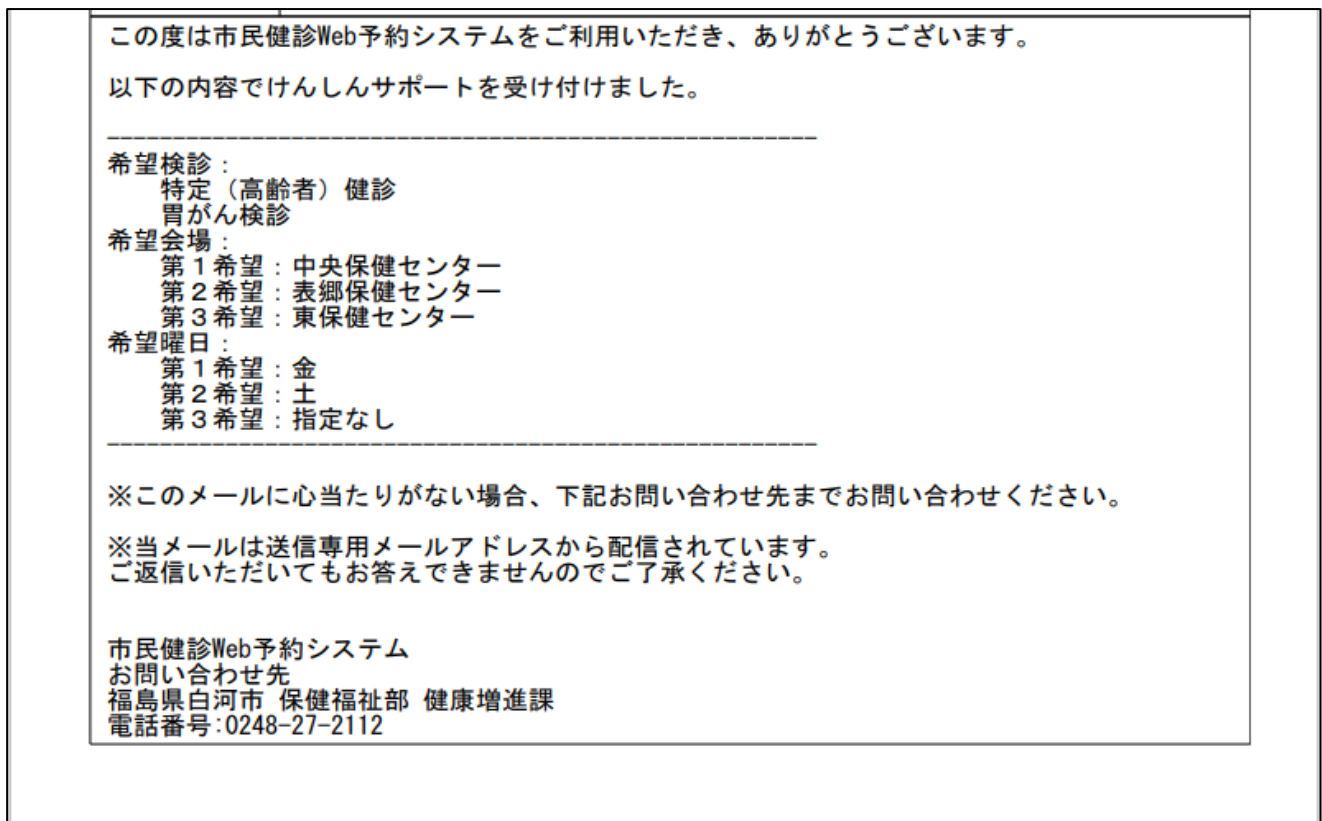 この度は市民健診Web予約システムをご利用いただき、ありがとうございます。
以下の内容でけんしんサポートを受け付けました。
------------------------------------------------------
希望検診：
　　特定（高齢者）健診
　　胃がん検診
希望会場：
　　第１希望：中央保健センター
　　第２希望：表郷保健センター
　　第３希望：東保健センター
希望曜日：
　　第１希望：金
　　第２希望：土
　　第３希望：指定なし
------------------------------------------------------
※このメールに心当たりがない場合、下記お問い合わせ先までお問い合わせください。
※当メールは送信専用メールアドレスから配信されています。
ご返信いただいてもお答えできませんのでご了承ください。
市民健診Web予約システム
お問い合わせ先
福島県白河市 保健福祉部 健康増進課
電話番号:0248-27-2112